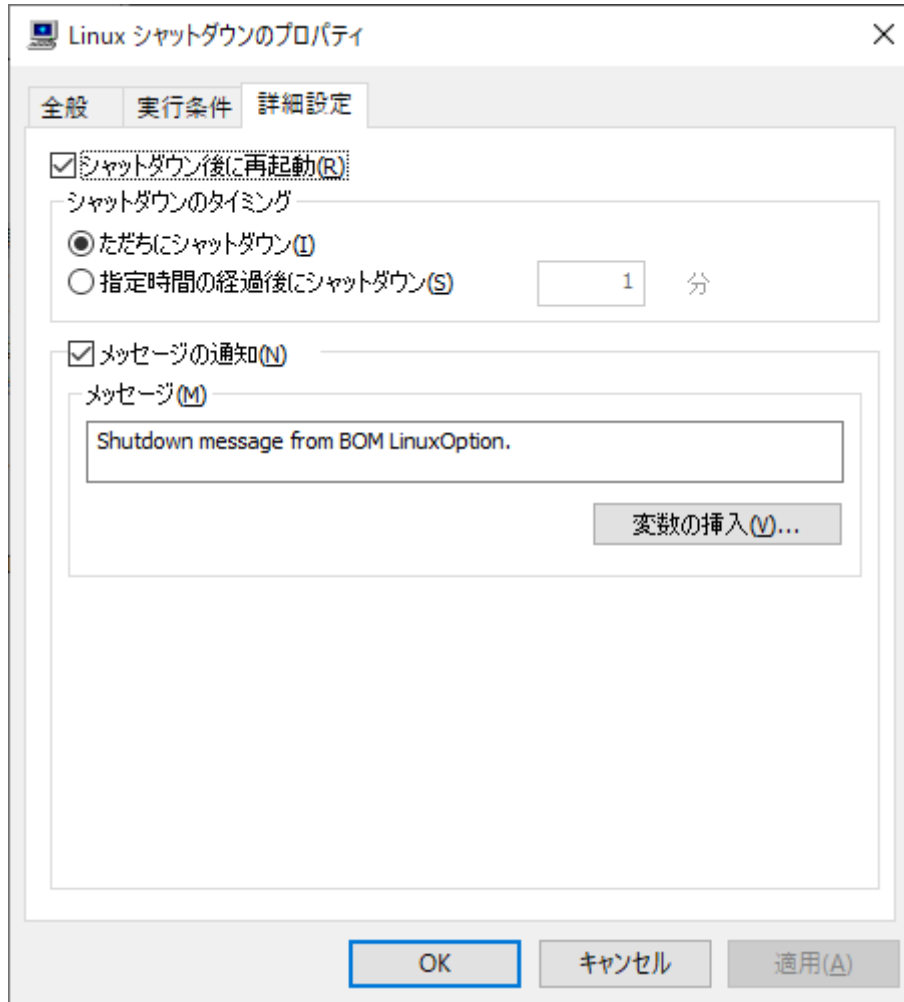 Linux シャットダウンのプロパティ
全般 実行条件 詳細設定
シャットダウン後に再起動(R)
シャットダウンのタイミング
ただちにシャットダウン(I)
指定時間の経過後にシャットダウン(S) 1 分
メッセージの通知(N)
メッセージ(M)
Shutdown message from BOM LinuxOption.
変数の挿入(V)...
OK キャンセル 適用(A)